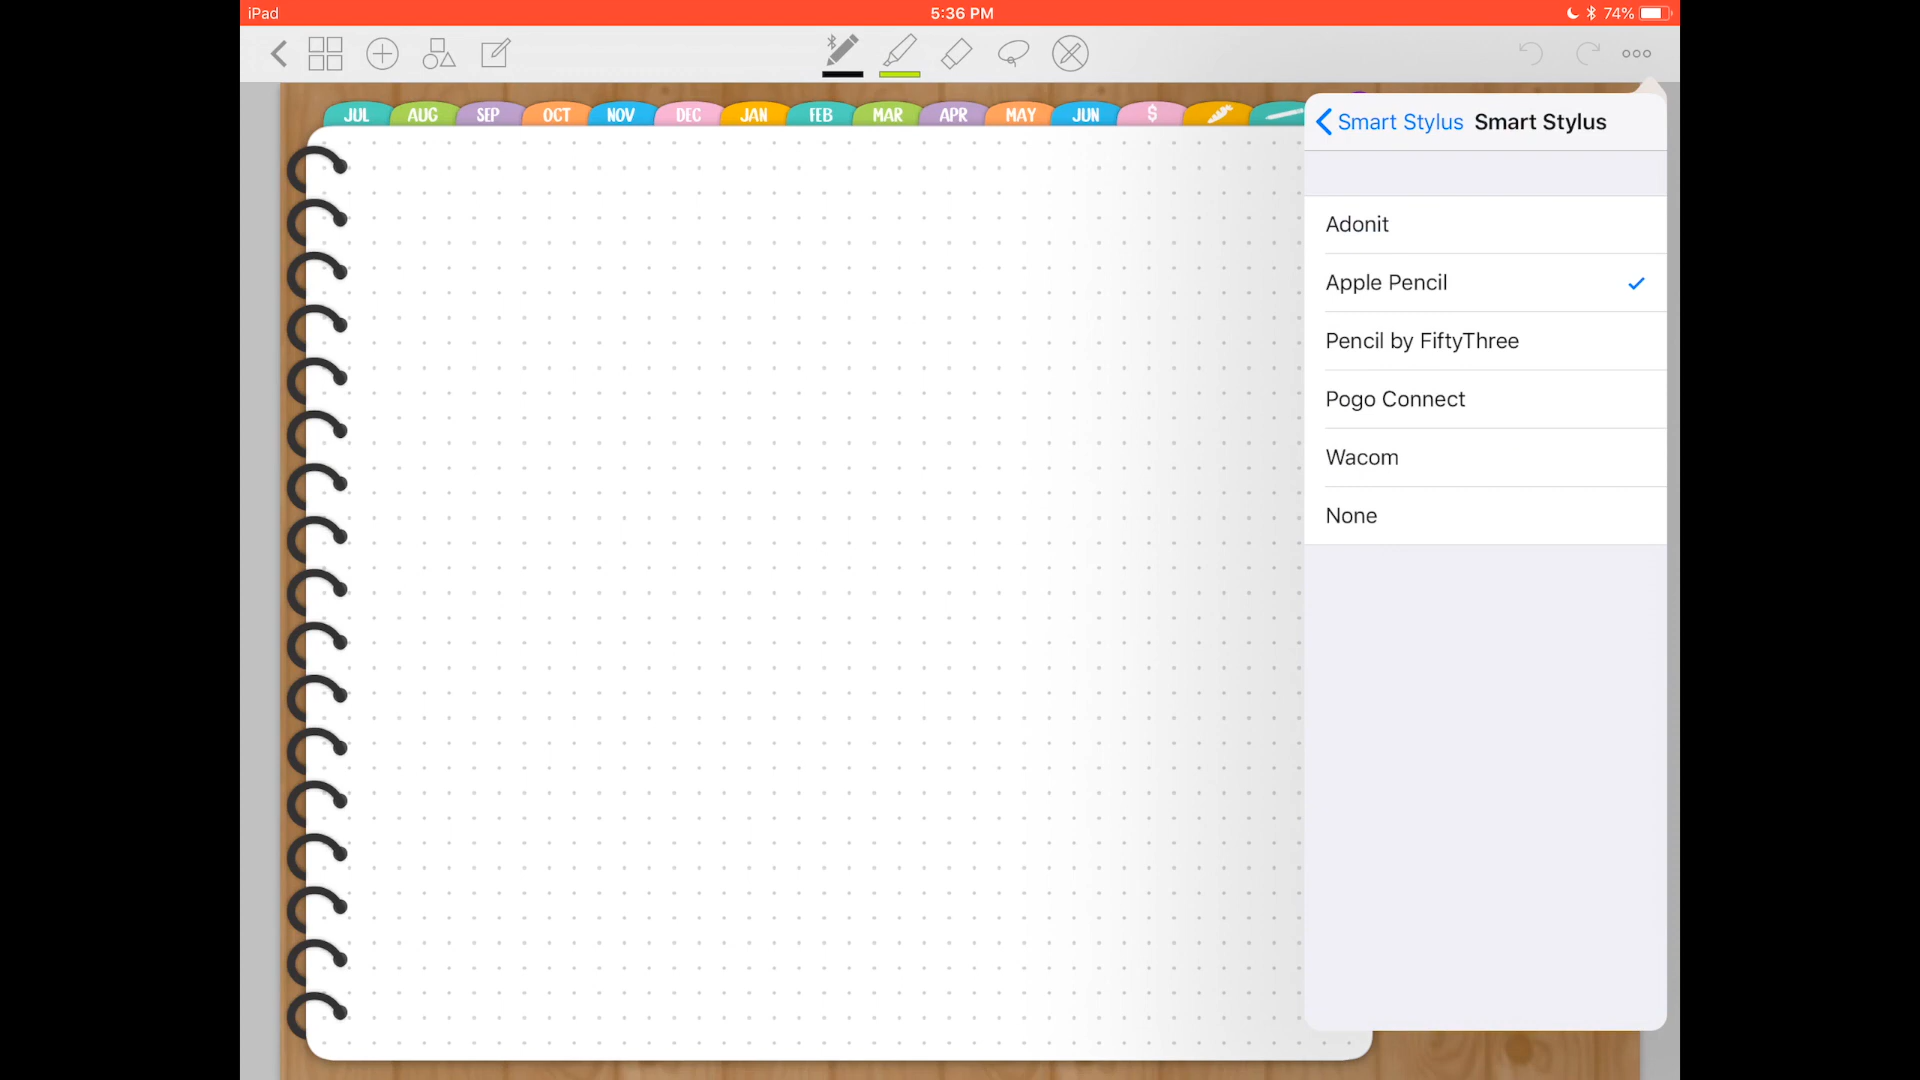 iPad 5:36 PM 74%
JUL AUG SEP OCT NOV DEC JAN FEB MAR APR MAY JUN $
Smart Stylus Smart Stylus
Adonit
Apple Pencil
Pencil by FiftyThree
Pogo Connect
Wacom
None